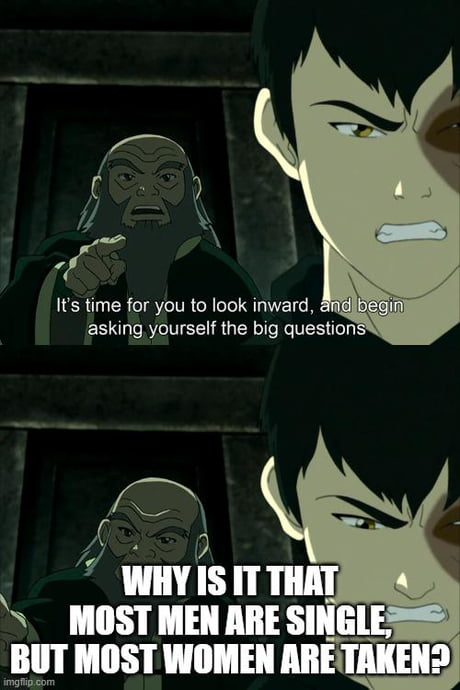 It's time for you to look inward, and begin
asking yourself the big questions
WHY IS IT THAT
MOST MEN ARE SINGLE,
BUT MOST WOMEN ARE TAKEN?
imgflip.com